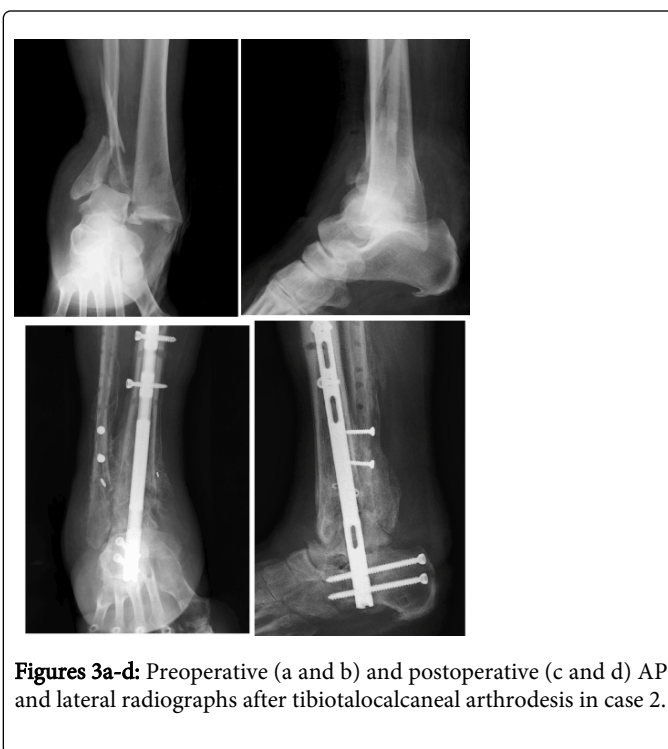 Figures 3a-d: Preoperative (a and b) and postoperative (c and d) AP
and lateral radiographs after tibiotalocalcaneal arthrodesis in case 2.